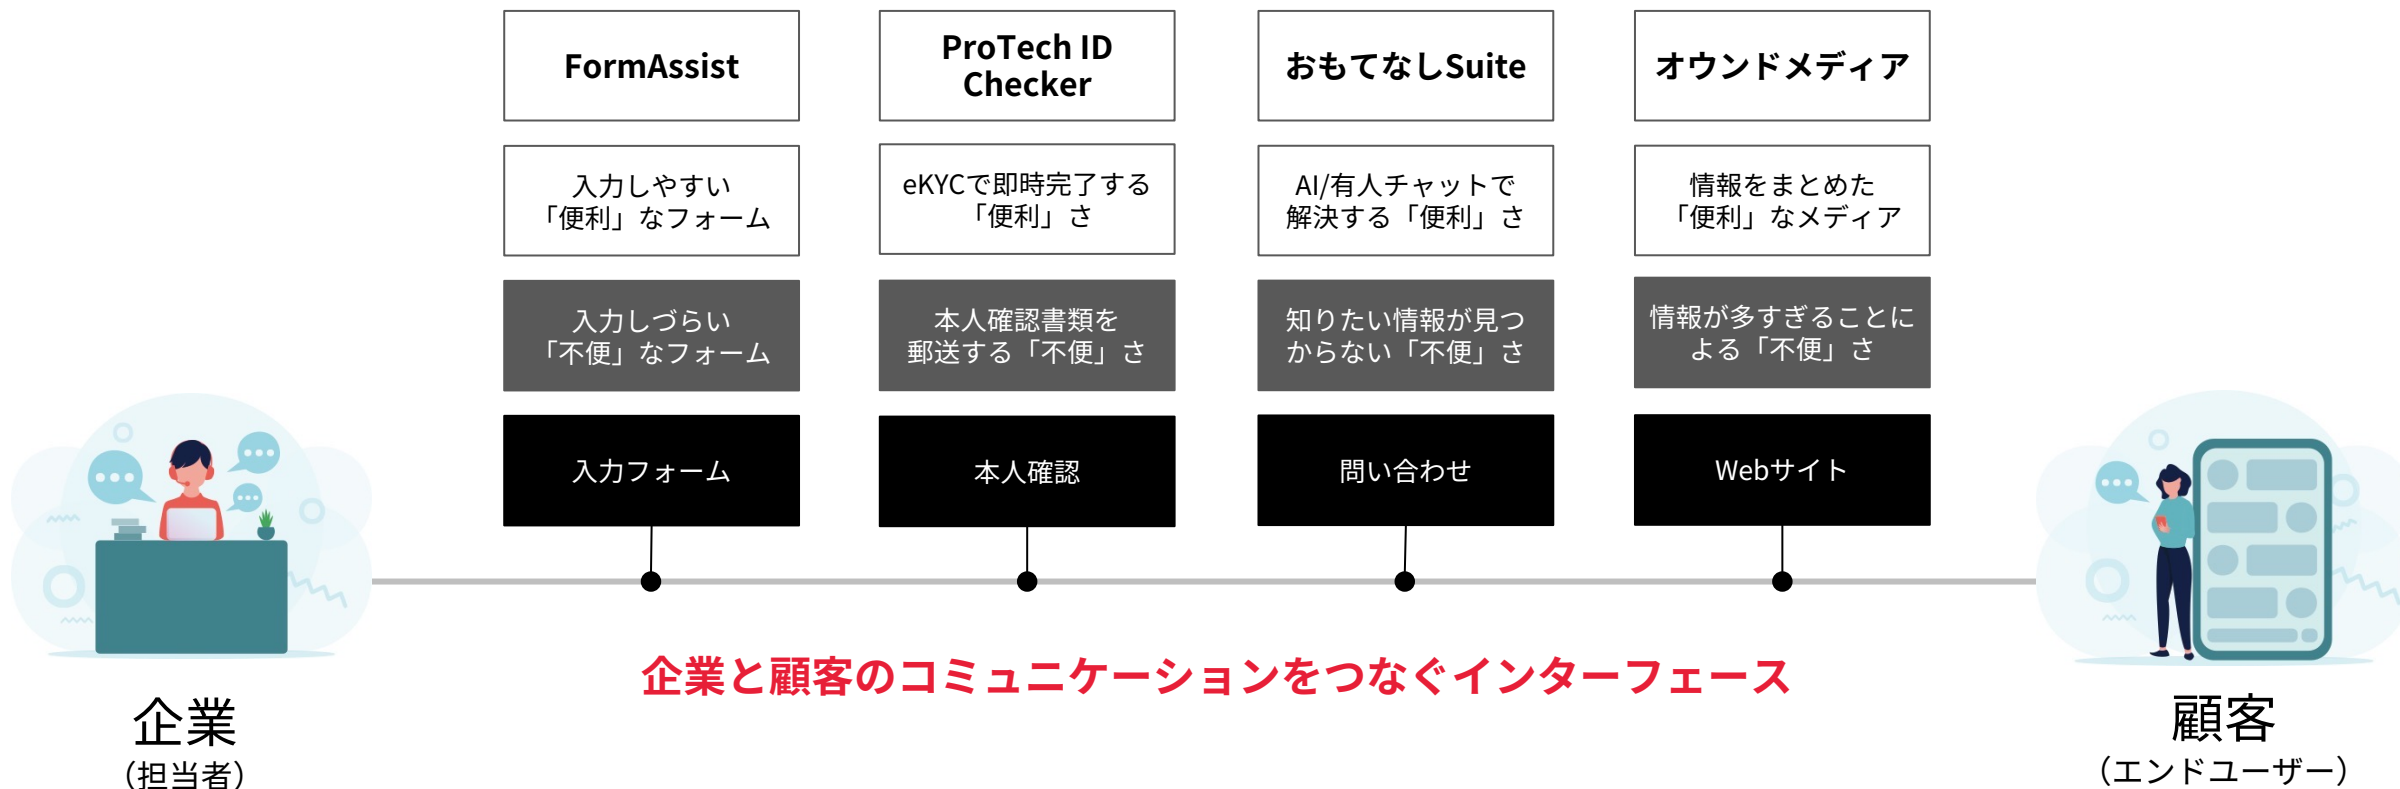 FormAssist
入力しやすい
「便利」なフォーム
入力しづらい
「不便」なフォーム
入力フォーム
ProTech ID
Checker
eKYCで即時完了する
「便利」さ
本人確認書類を
郵送する「不便」さ
本人確認
おもてなしSuite
AI/有人チャットで
解決する「便利」さ
知りたい情報が見つ
からない「不便」さ
問い合わせ
オウンドメディア
情報をまとめた
「便利」なメディア
情報が多すぎることに
よる「不便」さ
Webサイト
企業と顧客のコミュニケーションをつなぐインターフェース
企業
（担当者）
顧客
（エンドユーザー）